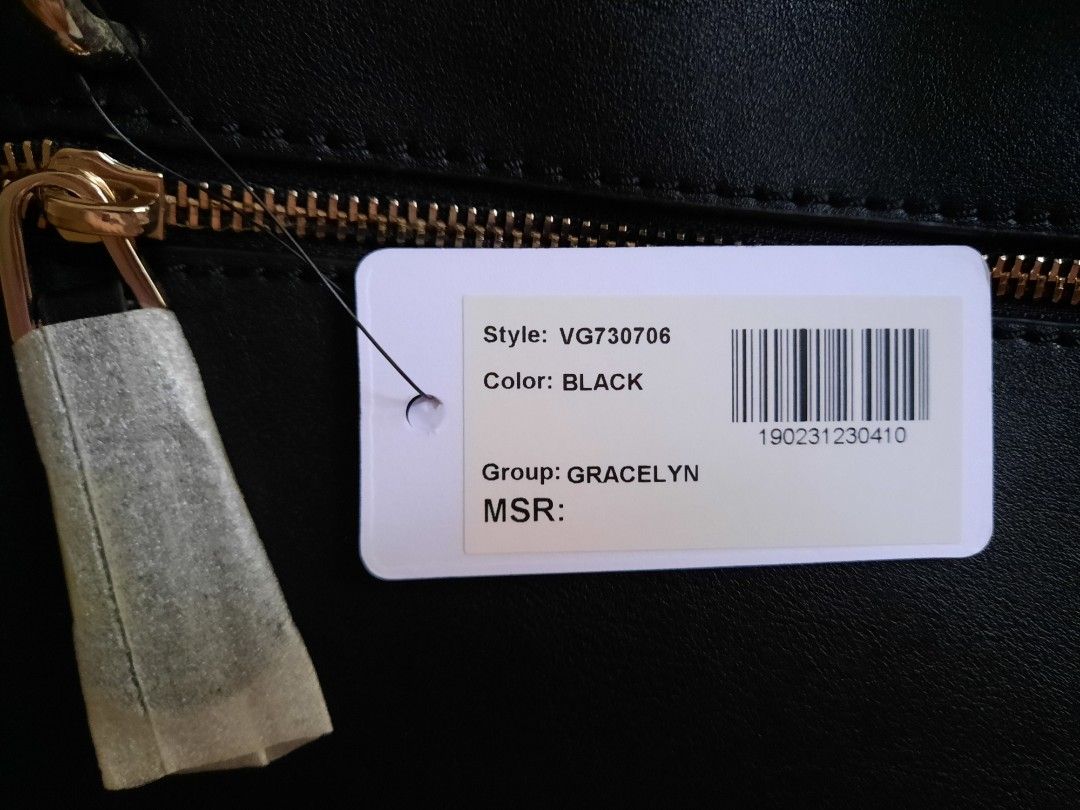 Style: VG730706
Color: BLACK
190231230410
Group: GRACELYN
MSR: